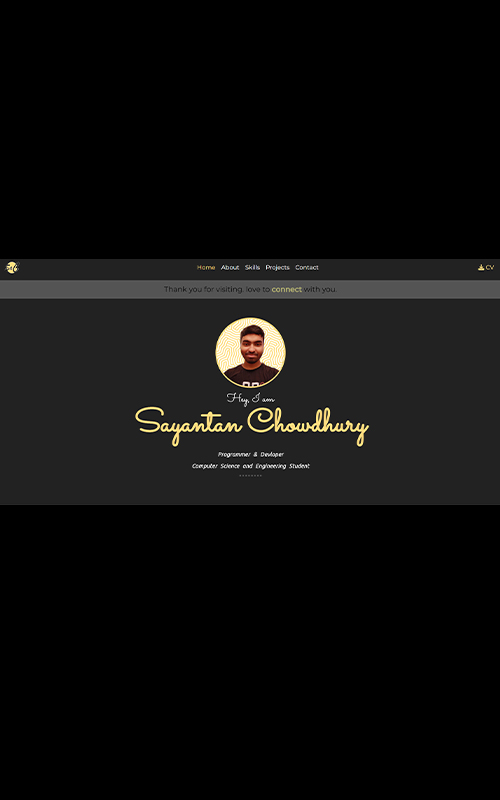 Home About Skills Projects Contact
CV
Thank you for visiting. love to connect with you.
Hey, I am
Sayantan Chowdhury
Programmer & Devloper
Computer Science and Engineering Student